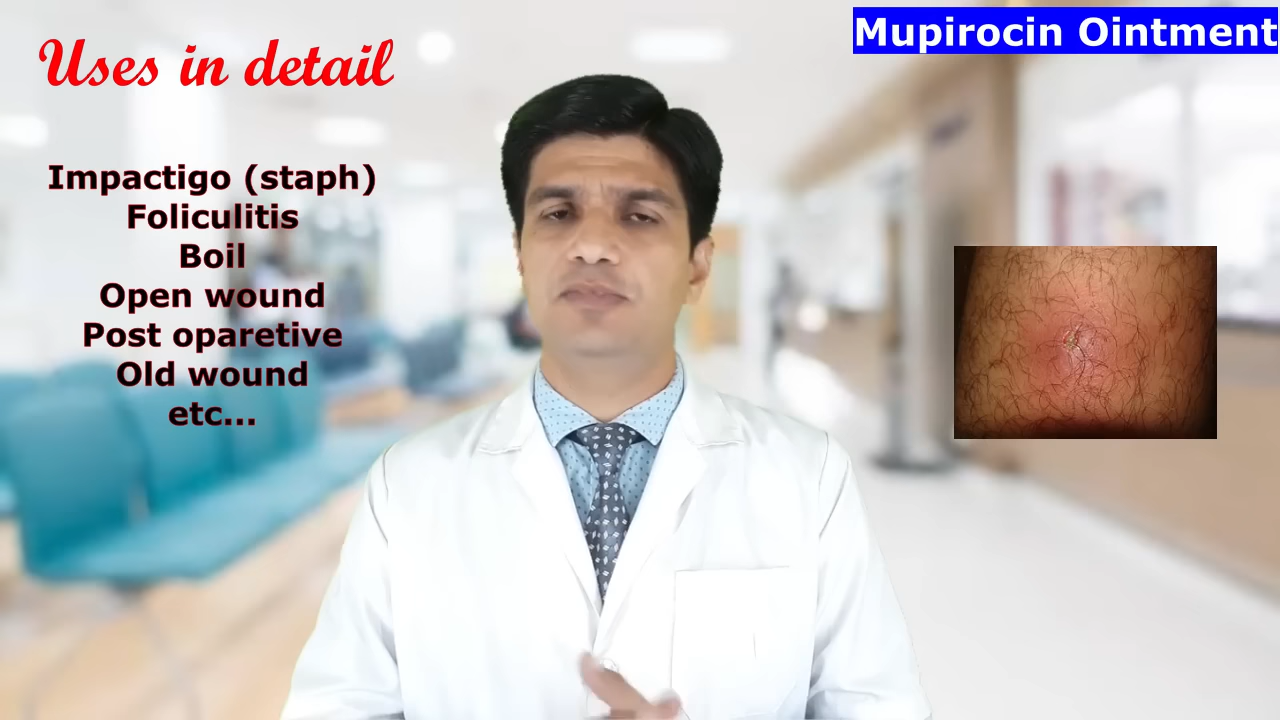 Uses in detail
Mupirocin Ointment
Impactigo (staph)
Foliculitis
Boil
Open wound
Post oparetive
Old wound
etc...